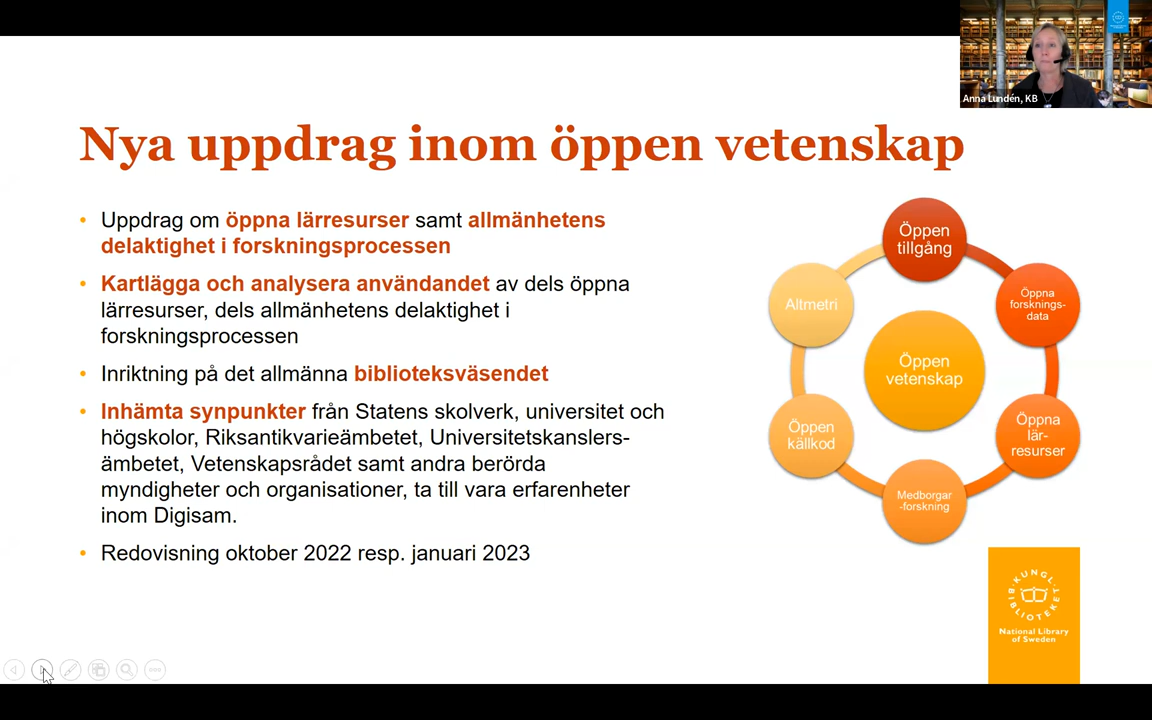 Anna Lundén, KB
Nya uppdrag inom öppen vetenskap
• Uppdrag om öppna lärresurser samt allmänhetens
delaktighet i forskningsprocessen
• Kartlägga och analysera användandet av dels öppna
lärresurser, dels allmänhetens delaktighet i
forskningsprocessen
• Inriktning på det allmänna biblioteksväsendet
• Inhämta synpunkter från Statens skolverk, universitet och
högskolor, Riksantikvarieämbetet, Universitetskanslers-
ämbetet, Vetenskapsrådet samt andra berörda
myndigheter och organisationer, ta till vara erfarenheter
inom Digisam.
• Redovisning oktober 2022 resp. januari 2023
Öppen
tillgång
Öppna
forsknings-
data
Öppna
lär-
resurser
Medborgar
-forskning
Öppen
källkod
Altmetri
Öppen
vetenskap
KUNGL.
BIBLIOTEKET
National Library
of Sweden